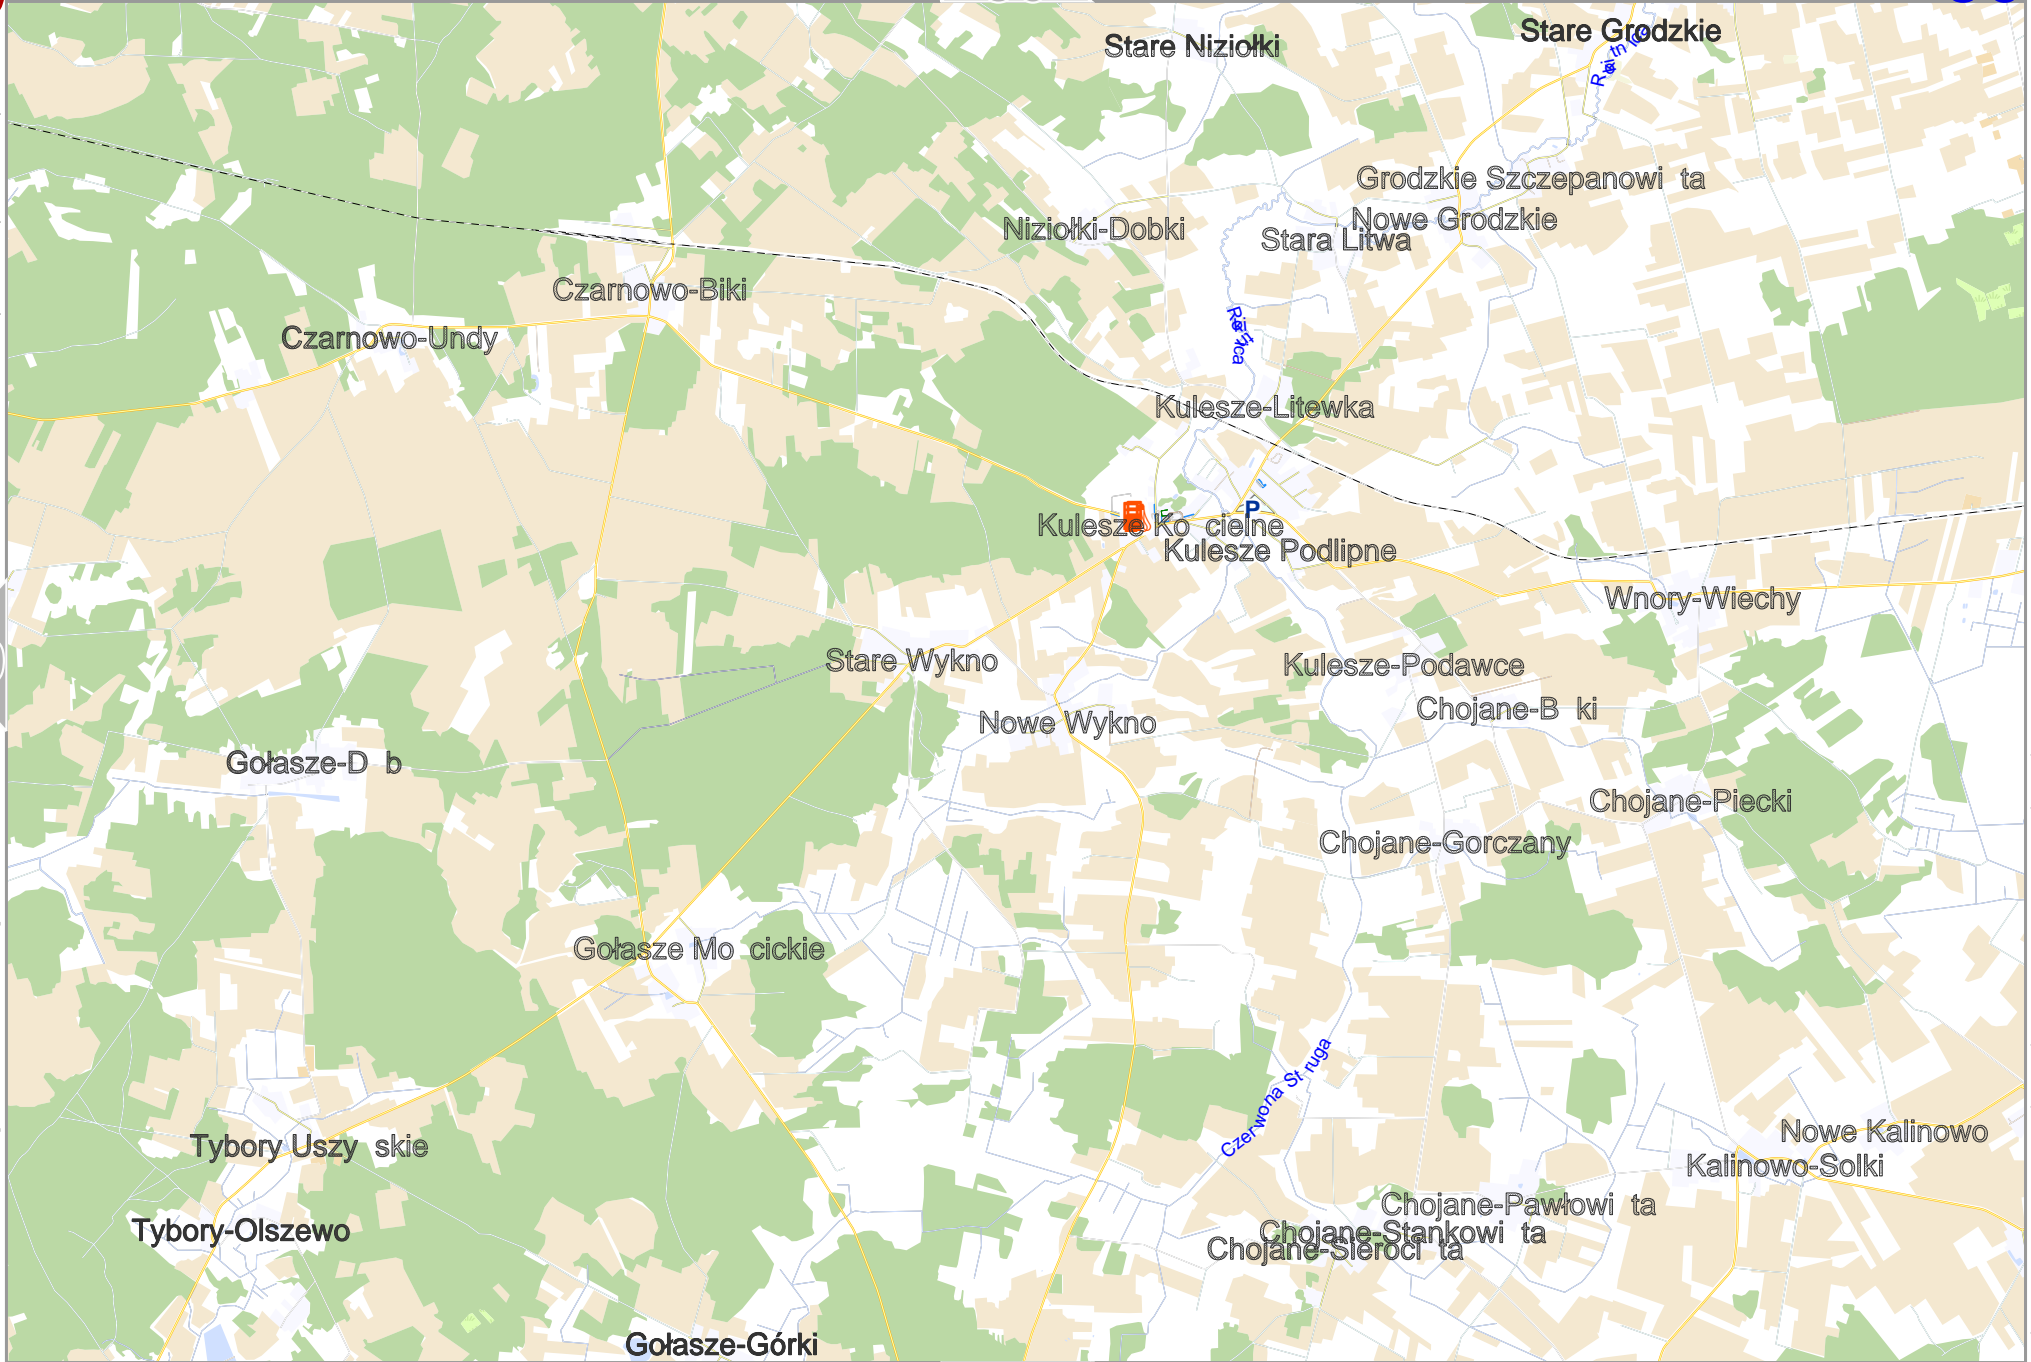 Stare Grodzkie
Stare Niziołki
Grodzkie Szczepanowi ta
Nowe Grodzkie
Niziołki-Dobki
Stara Litwa
Czarnowo-Biki
Czarnowo-Undy
Kulesze-Litewka
P
Kulesze Ko cielne
Kulesze Podlipne
Wnory-Wiechy
Stare Wykno
Kulesze-Podawce
Chojane-B ki
Nowe Wykno
Gołasze-D b
Chojane-Piecki
Chojane-Gorczany
Gołasze Mo cickie
Czerwona Struga
Nowe Kalinowo
Tybory Uszy skie
Kalinowo-Solki
Chojane-Pawłowi ta
Tybory-Olszewo
Chojane-Stankowi ta
Chojane-Sieroci ta
Gołasze-Górki